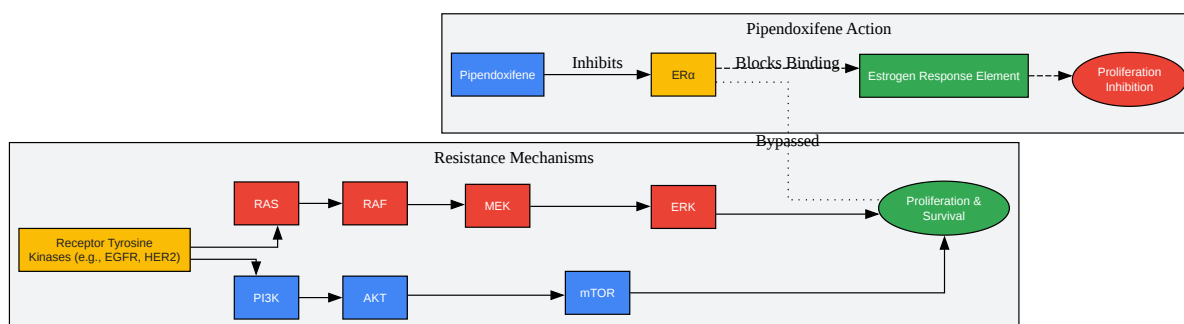 Pipendoxifene Action
Pipendoxifene
Inhibits
ERα
Blocks Binding
Estrogen Response Element
Proliferation
Inhibition
Bypassed
Resistance Mechanisms
RAS
RAF
MEK
ERK
Proliferation &
Survival
Receptor Tyrosine
Kinases (e.g., EGFR, HER2)
PI3K
AKT
mTOR